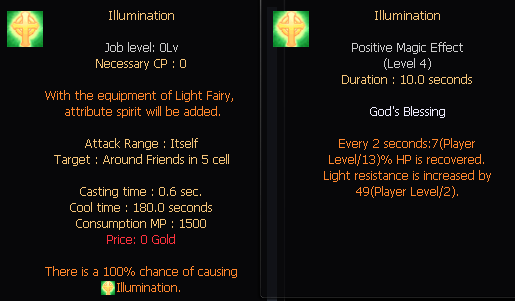 Illumination
Job level: 0Lv
Necessary CP : 0
With the equipment of Light Fairy,
attribute spirit will be added.
Attack Range : Itself
Target : Around Friends in 5 cell
Casting time : 0.6 sec.
Cool time : 180.0 seconds
Consumption MP : 1500
Price: 0 Gold
There is a 100% chance of causing
Illumination.
Illumination
Positive Magic Effect
(Level 4)
Duration : 10.0 seconds
God's Blessing
Every 2 seconds:7(Player
Level/13)% HP is recovered.
Light resistance is increased by
49(Player Level/2).